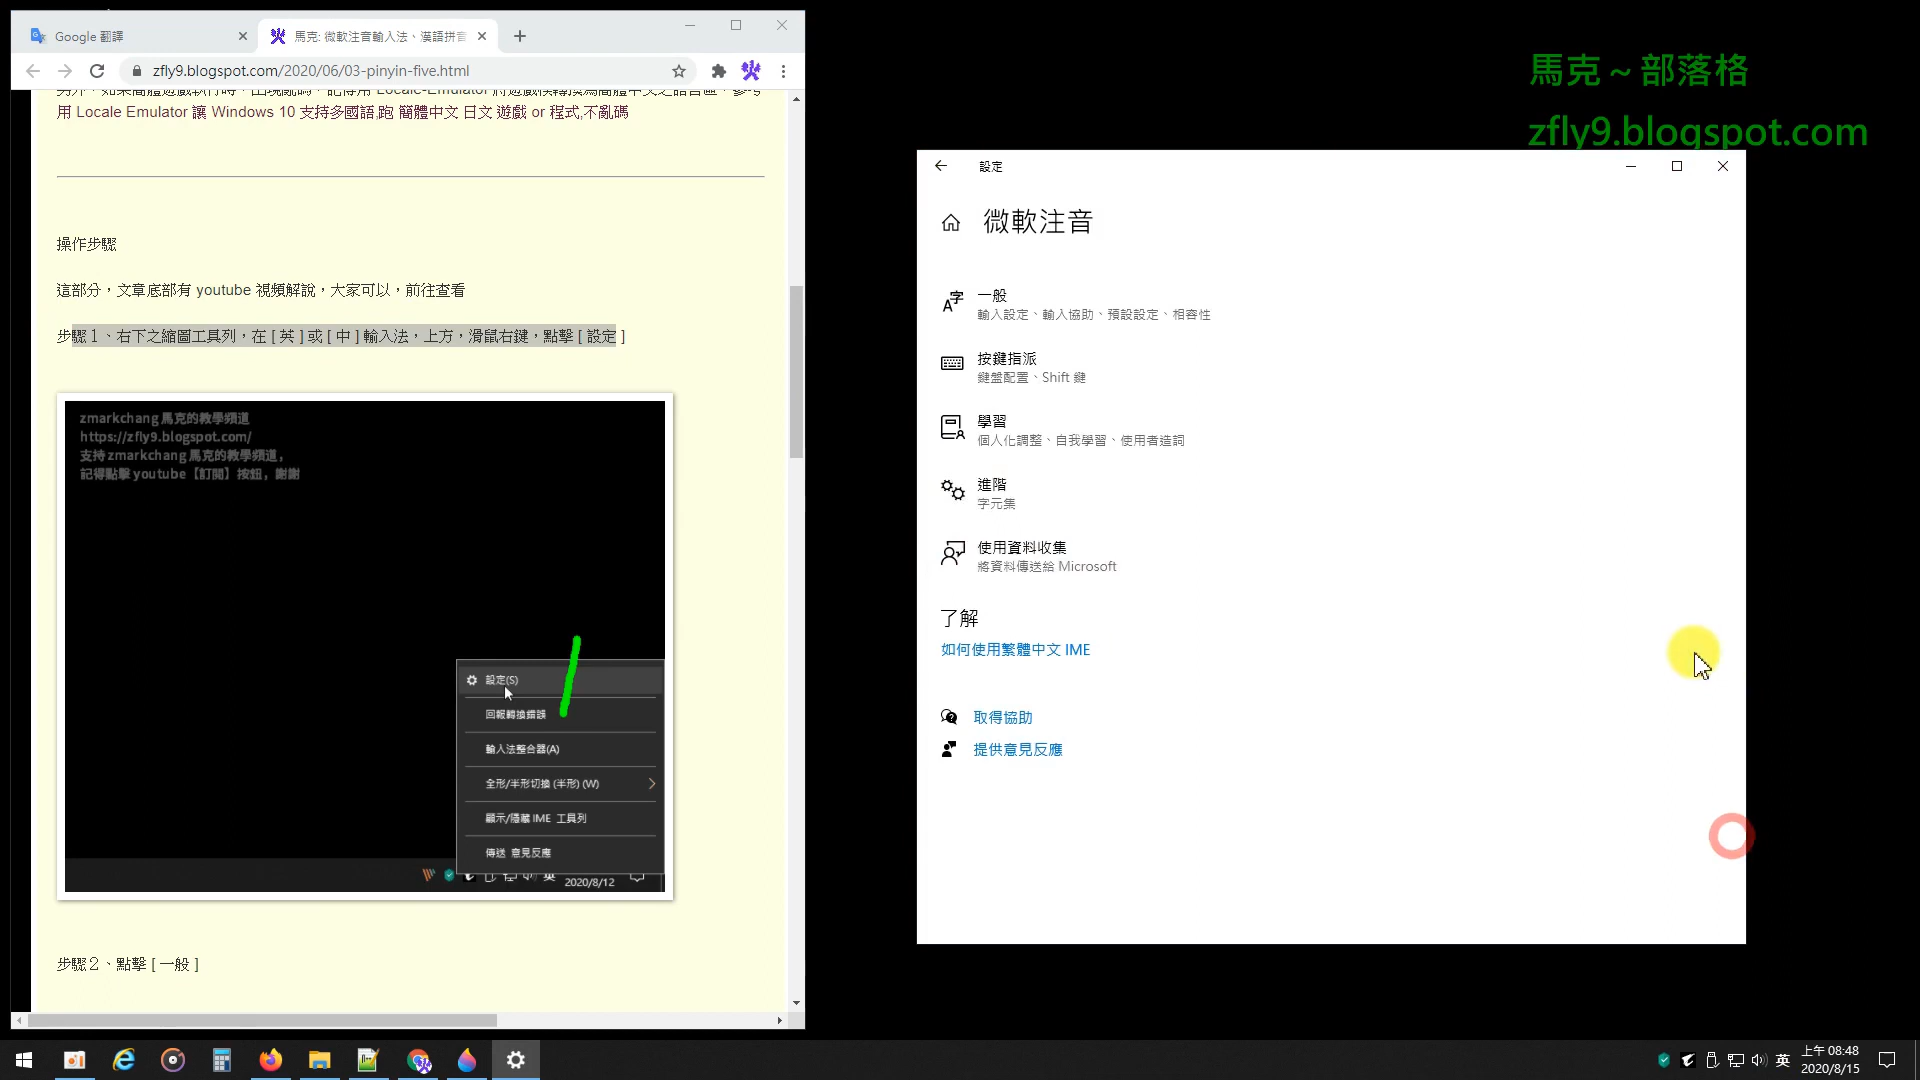 Google 翻譯
馬克: 微軟注音輸入法、漢語拼音
zfly9.blogspot.com/2020/06/03-pinyin-five.html
用 Locale Emulator 讓 Windows 10 支持多國語,跑 簡體中文 日文 遊戲 or 程式,不亂碼
操作步驟
這部分，文章底部有 youtube 視頻解說，大家可以，前往查看
步驟１、右下之縮圖工具列，在 [ 英 ] 或 [ 中 ] 輸入法，上方，滑鼠右鍵，點擊 [ 設定 ]
zmarkchang 馬克的教學頻道
https://zfly9.blogspot.com/
支持 zmarkchang 馬克的教學頻道，
記得點擊 youtube【訂閱】按鈕，謝謝
設定(S)
回報轉換錯誤
輸入法整合器(A)
全形/半形切換 (半形) (W)
顯示/隱藏 IME 工具列
傳送 意見反應
英
2020/8/12
步驟２、點擊 [ 一般 ]
馬克～部落格
zfly9.blogspot.com
設定
微軟注音
一般
輸入設定、輸入協助、預設設定、相容性
按鍵指派
鍵盤配置、Shift 鍵
學習
個人化調整、自我學習、使用者造詞
進階
字元集
使用資料收集
將資料傳送給 Microsoft
了解
如何使用繁體中文 IME
取得協助
提供意見反應
英
上午 08:48
2020/8/15